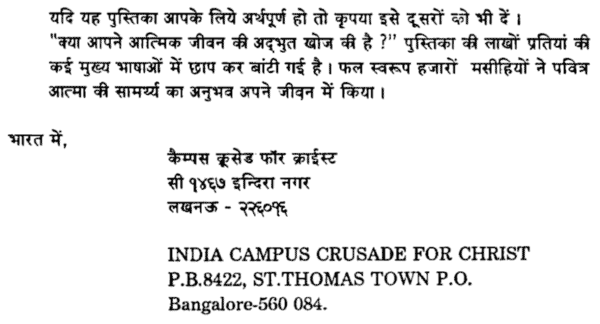 यदि यह पुस्तिका आपके लिये अर्थपूर्ण हो तो कृपया इसे दूसरों को भी दें ।
"क्या आपने आत्मिक जीवन की अद्भुत खोज की है ?" पुस्तिका की लाखों प्रतियां की
कई मुख्य भाषाओं में छाप कर बांटी गई है । फल स्वरूप हजारों मसीहियों ने पवित्र
आत्मा की सामर्थ्य का अनुभव अपने जीवन में किया ।
भारत में,
कैम्पस क्रूसेड फॉर क्राईस्ट
सी १४६७ इन्दिरा नगर
लखनऊ - २२६०१६
INDIA CAMPUS CRUSADE FOR CHRIST
P.B.8422, ST.THOMAS TOWN P.O.
Bangalore-560 084.